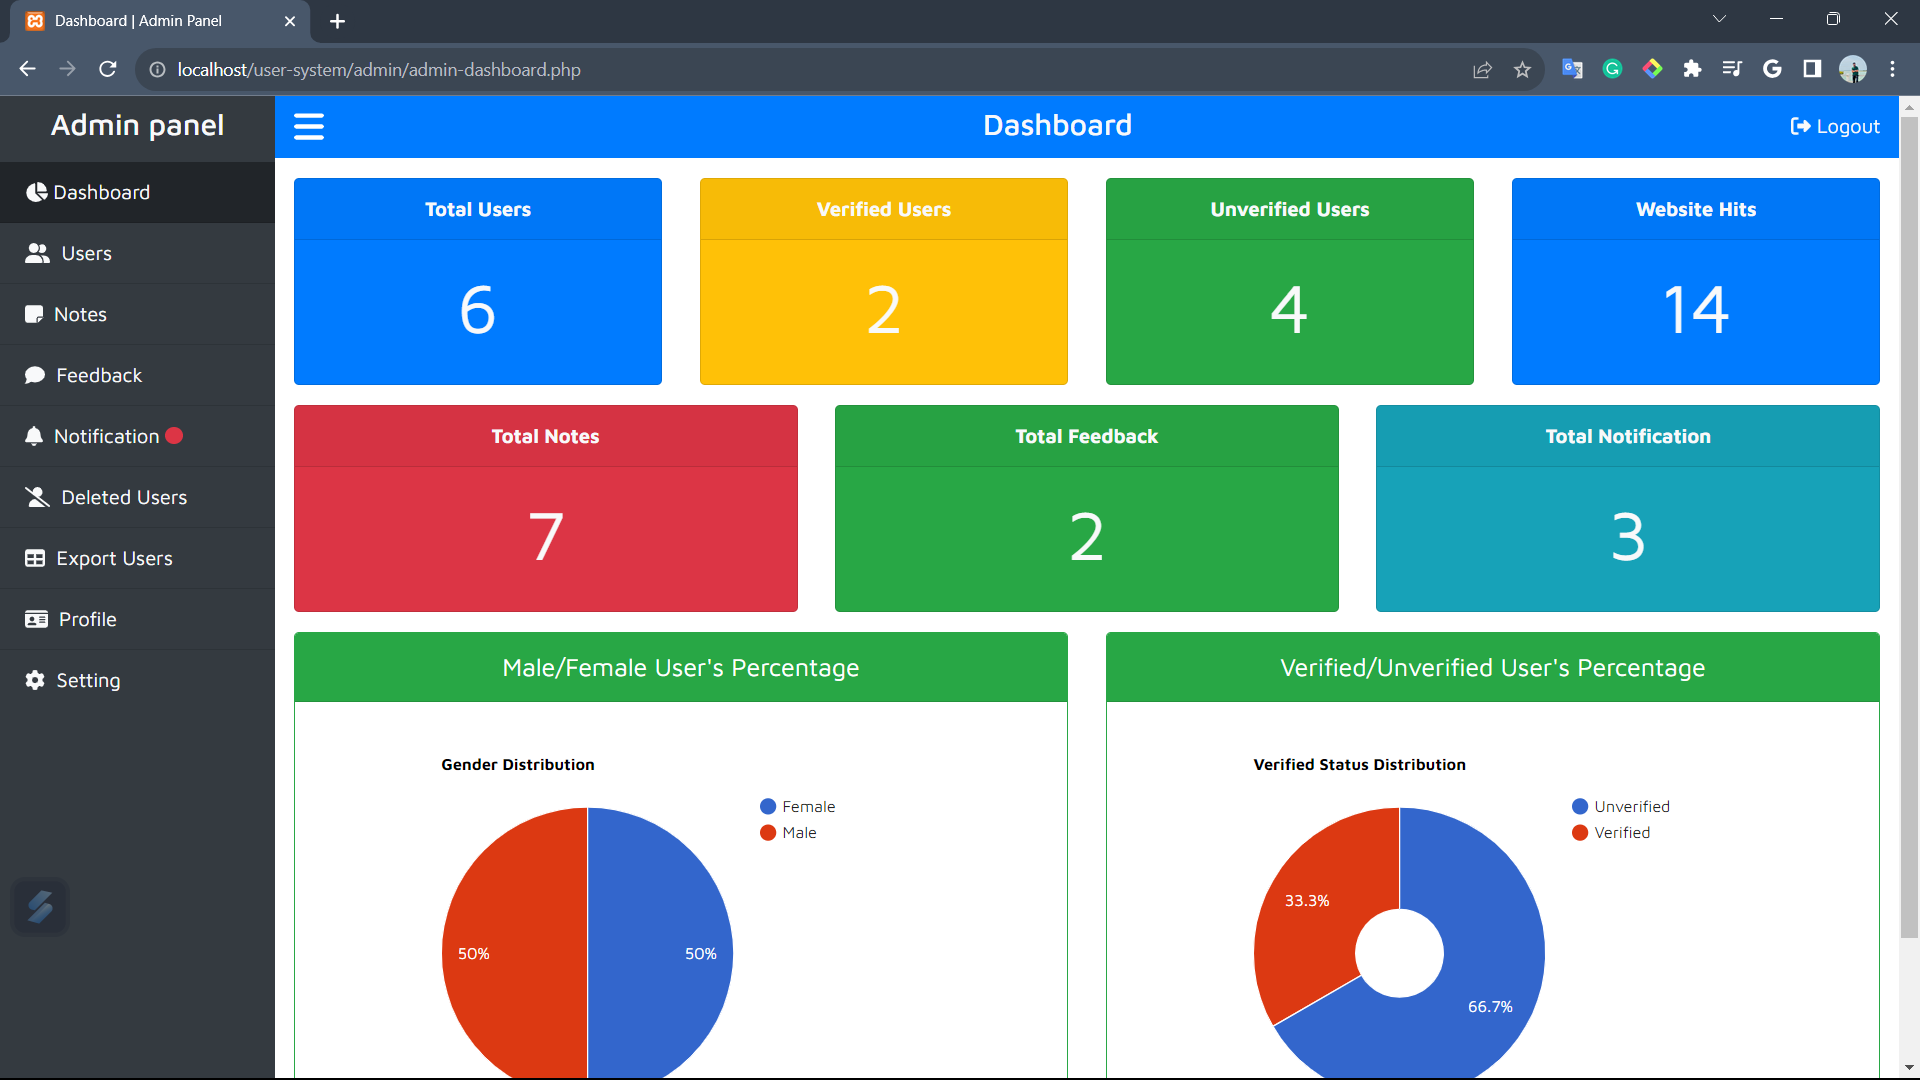 Dashboard | Admin Panel
localhost/user-system/admin/admin-dashboard.php
Admin panel
Dashboard
Logout
Dashboard
Users
Notes
Feedback
Notification
Deleted Users
Export Users
Profile
Setting
Total Users
6
Verified Users
2
Unverified Users
4
Website Hits
14
Total Notes
7
Total Feedback
2
Total Notification
3
Male/Female User's Percentage
Gender Distribution
Female
Male
50%
50%
Verified/Unverified User's Percentage
Verified Status Distribution
Unverified
Verified
33.3%
66.7%